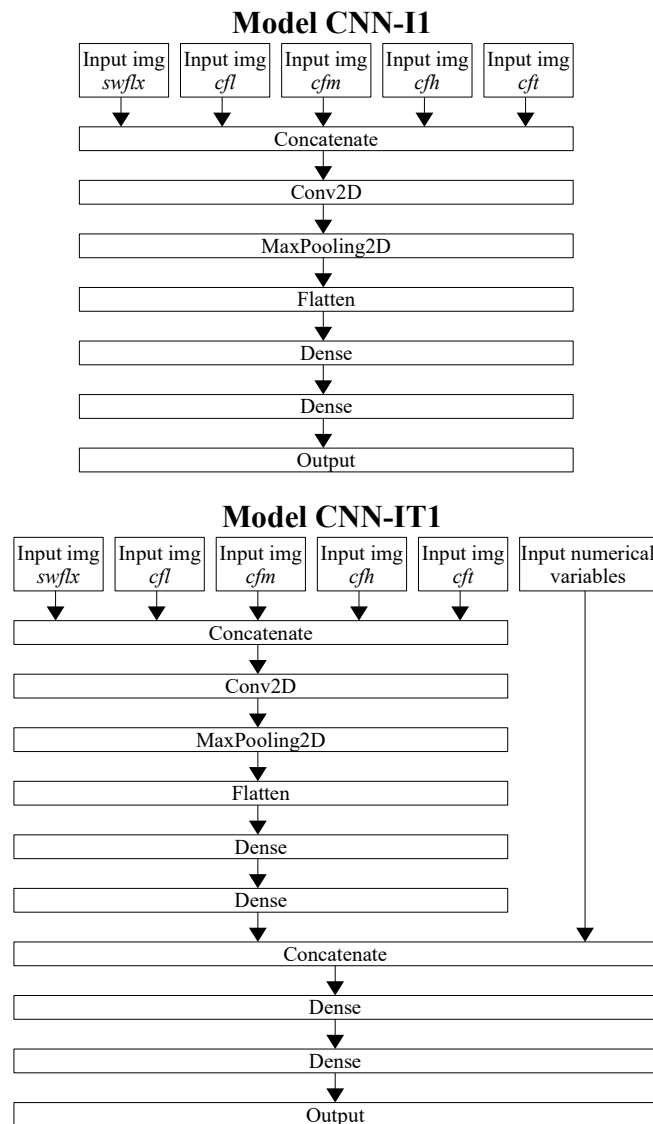 Model CNN-I1
Input img
swflx
Input img
cfl
Input img
cfm
Input img
cfh
Input img
cft
Concatenate
Conv2D
MaxPooling2D
Flatten
Dense
Dense
Output
Model CNN-IT1
Input img
swflx
Input img
cfl
Input img
cfm
Input img
cfh
Input img
cft
Input numerical
variables
Concatenate
Conv2D
MaxPooling2D
Flatten
Dense
Dense
Concatenate
Dense
Dense
Output